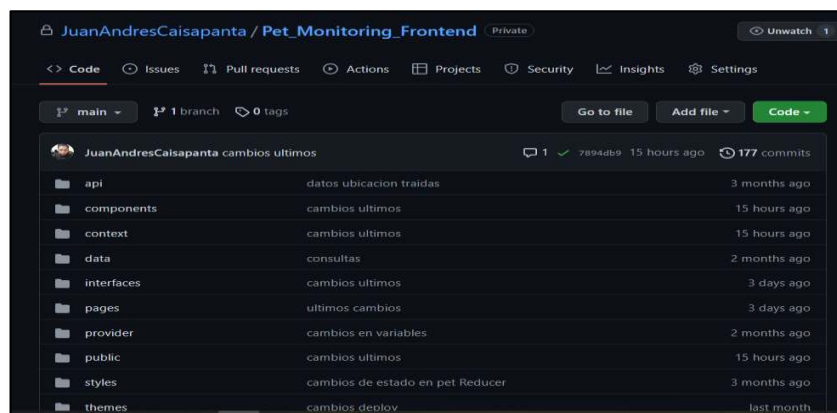 JuanAndresCaisapanta / Pet_Monitoring_Frontend Private Unwatch 1
<> Code Issues Pull requests Actions Projects Security Insights Settings
main 1 branch 0 tags Go to file Add file Code
JuanAndresCaisapanta cambios ultimos 1 7894db9 15 hours ago 177 commits
api datos ubicacion traidas 3 months ago
components cambios ultimos 15 hours ago
context cambios ultimos 15 hours ago
data consultas 2 months ago
interfaces cambios ultimos 3 days ago
pages ultimos cambios 3 days ago
provider cambios en variables 2 months ago
public cambios ultimos 15 hours ago
styles cambios de estado en pet Reducer 3 months ago
themes cambios deploy last month